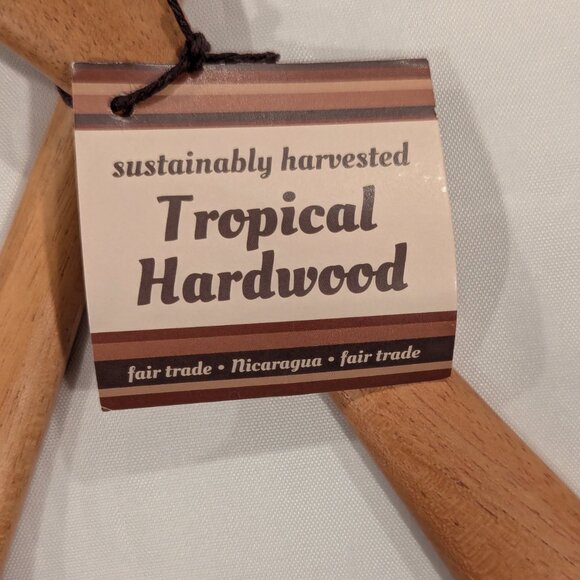 sustainably harvested
Tropical
Hardwood
fair trade • Nicaragua • fair trade